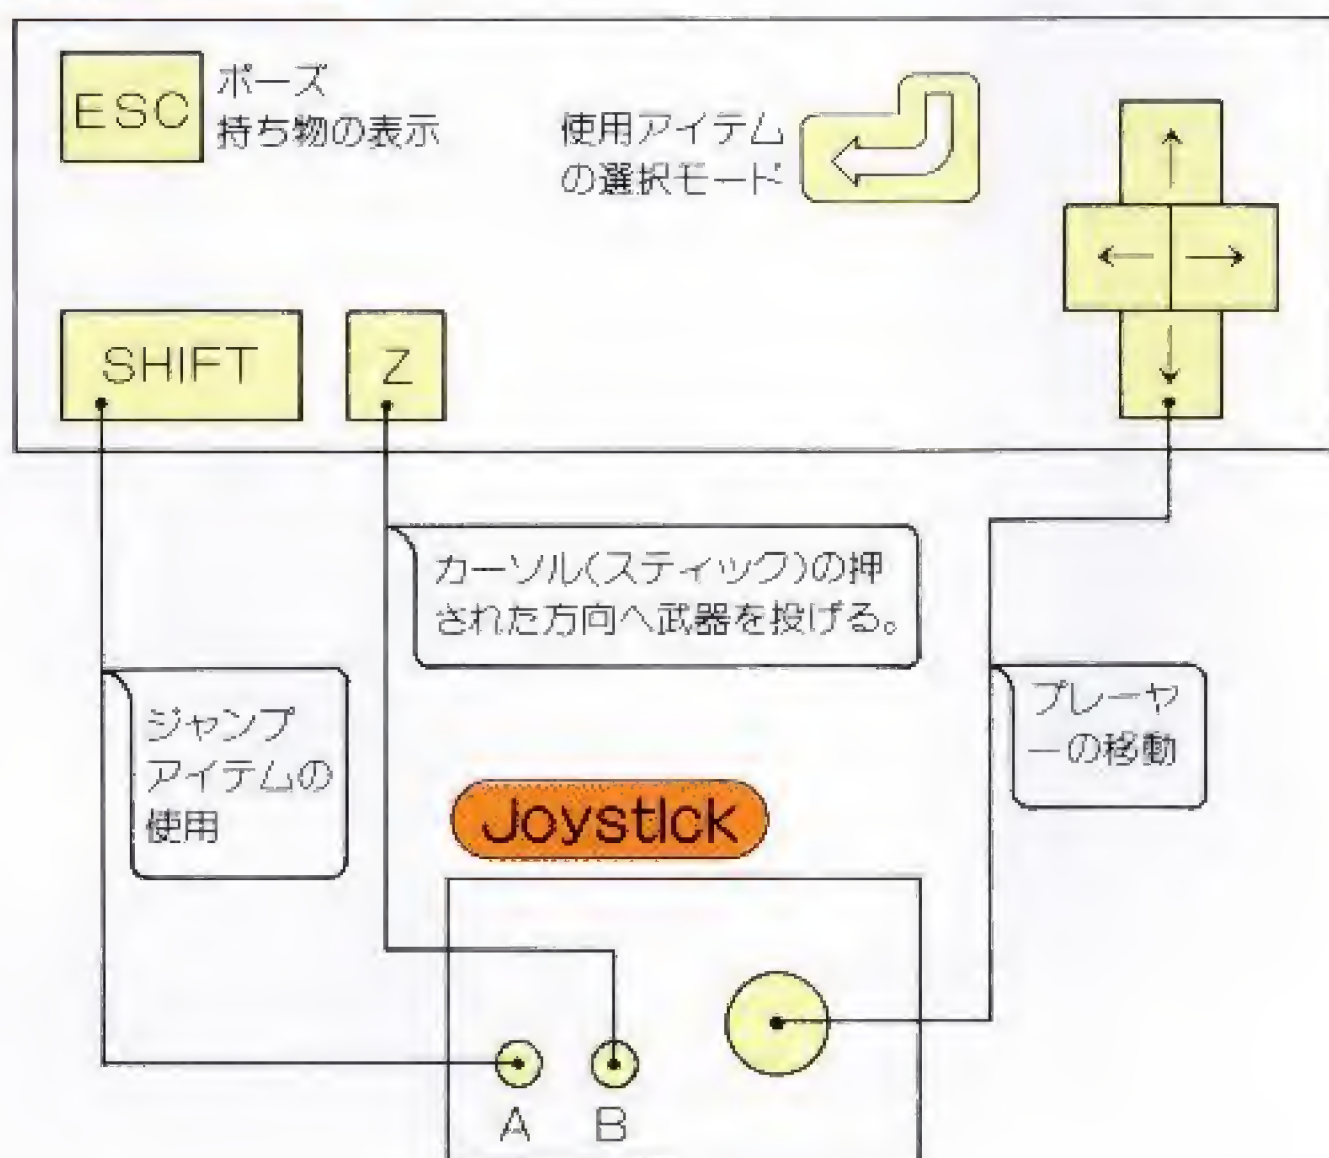 ESC
ポーズ
持ち物の表示
使用アイテム
の選択モード
SHIFT
Z
カーソル(スティック)の押
された方向へ武器を投げる。
ジャンプ
アイテムの
使用
プレーヤ
ーの移動
Joystick
A
B